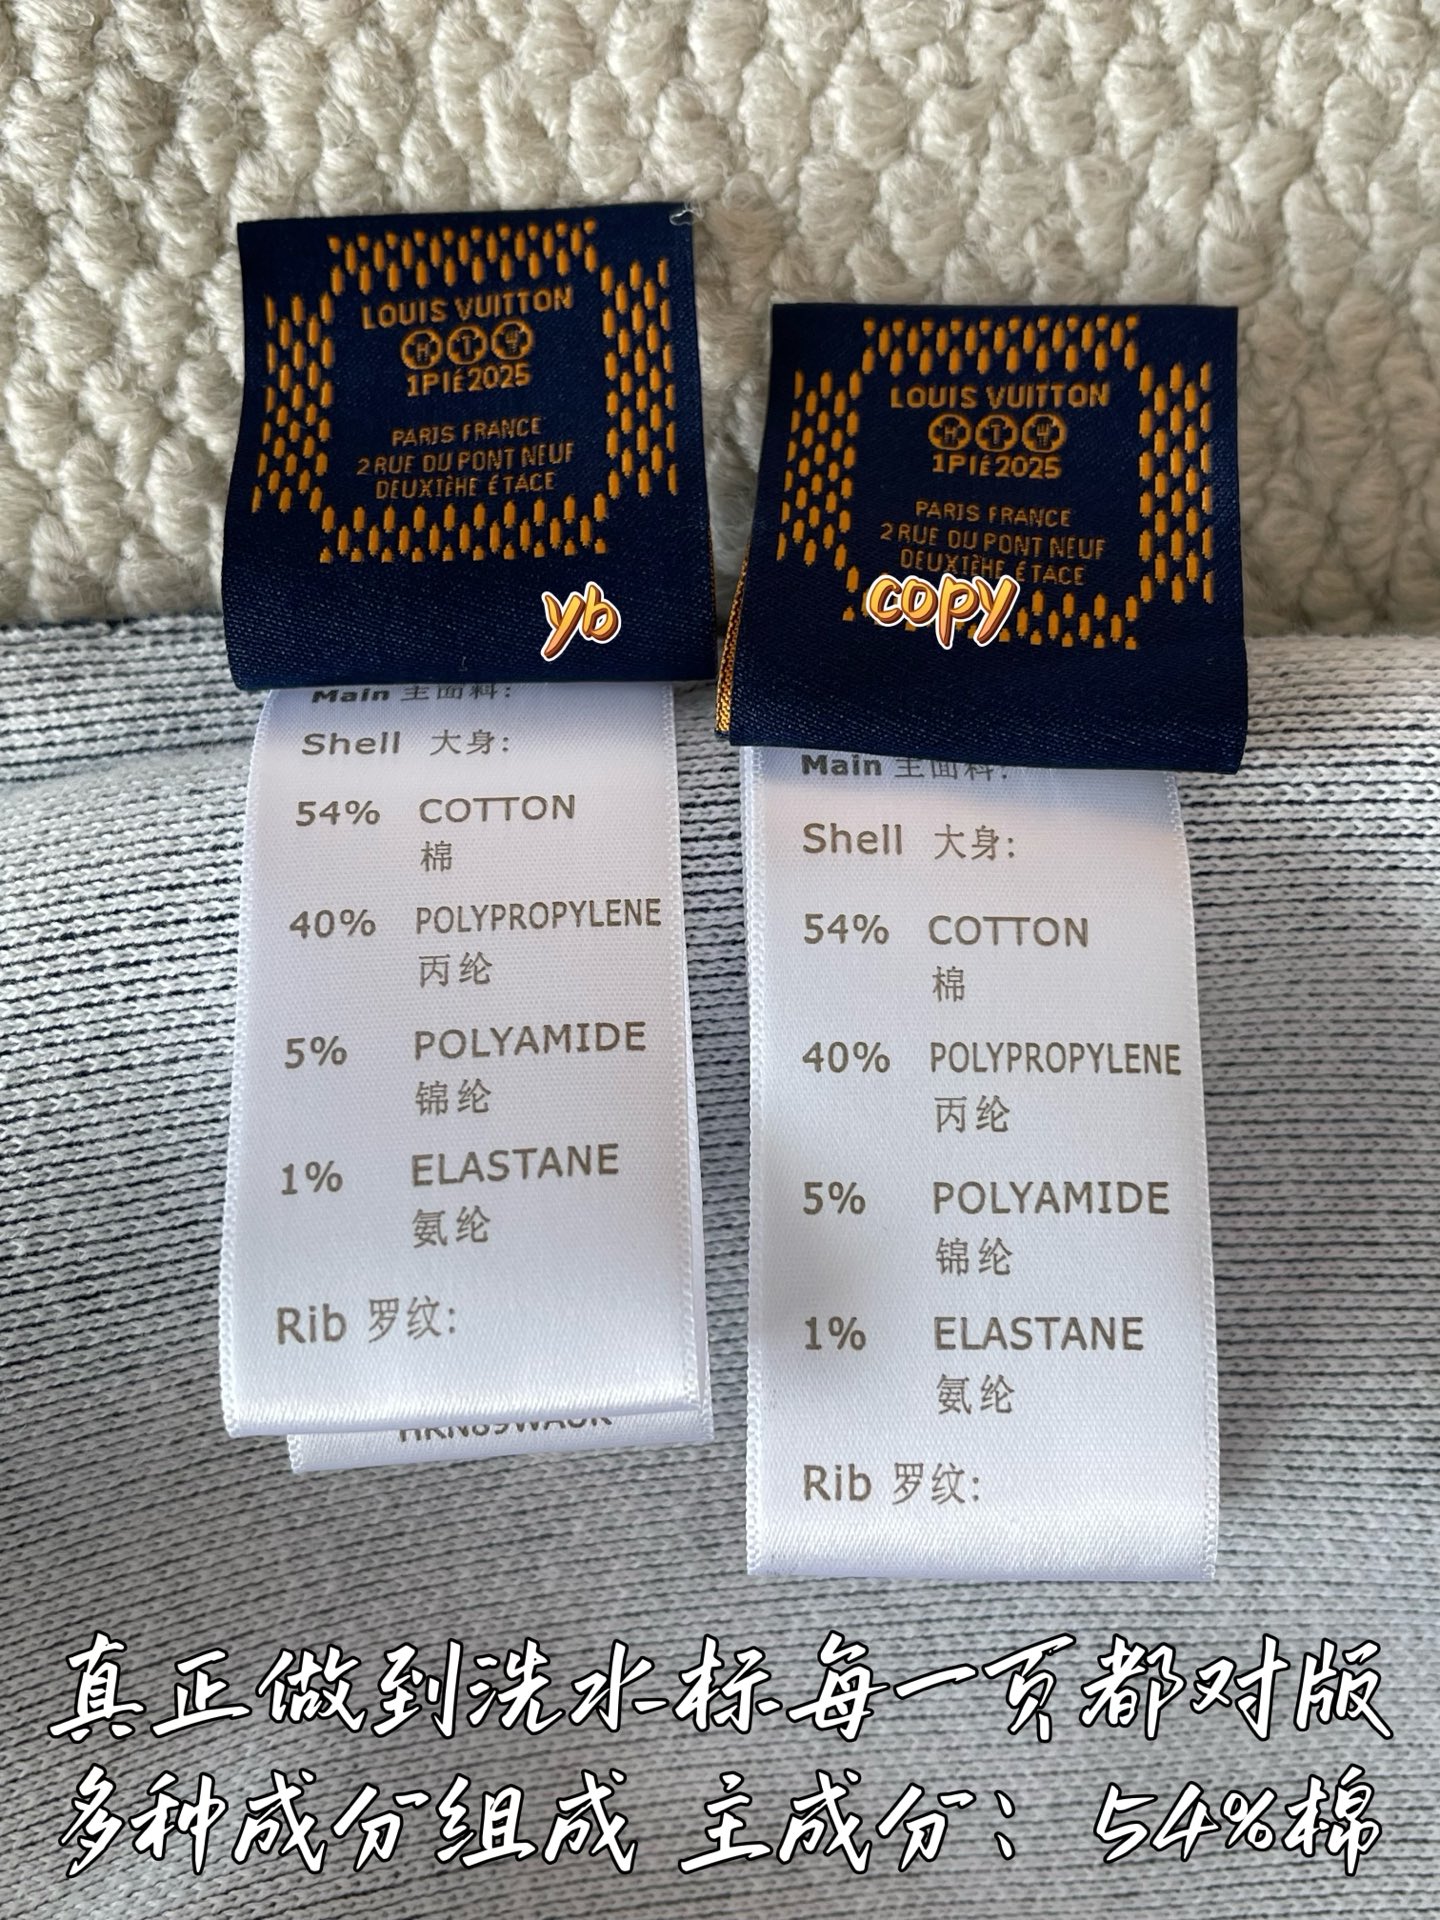 LOUIS VUITTON
1PIÉ2025
PARIS FRANCE
2 RUE DU PONT NEUF
DEUXIÈHE ÉTACE
yb
Main 主面料:
Shell 大身:
54% COTTON
棉
40% POLYPROPYLENE
丙纶
5% POLYAMIDE
锦纶
1% ELASTANE
氨纶
Rib 罗纹:
LOUIS VUITTON
1PIÉ2025
PARIS FRANCE
2 RUE DU PONT NEUF
DEUXIÈHE ÉTACE
copy
Main 主面料:
Shell 大身:
54% COTTON
棉
40% POLYPROPYLENE
丙纶
5% POLYAMIDE
锦纶
1% ELASTANE
氨纶
Rib 罗纹:
真正做到洗水标每一页都对版
多种成分组成 主成分：54%棉